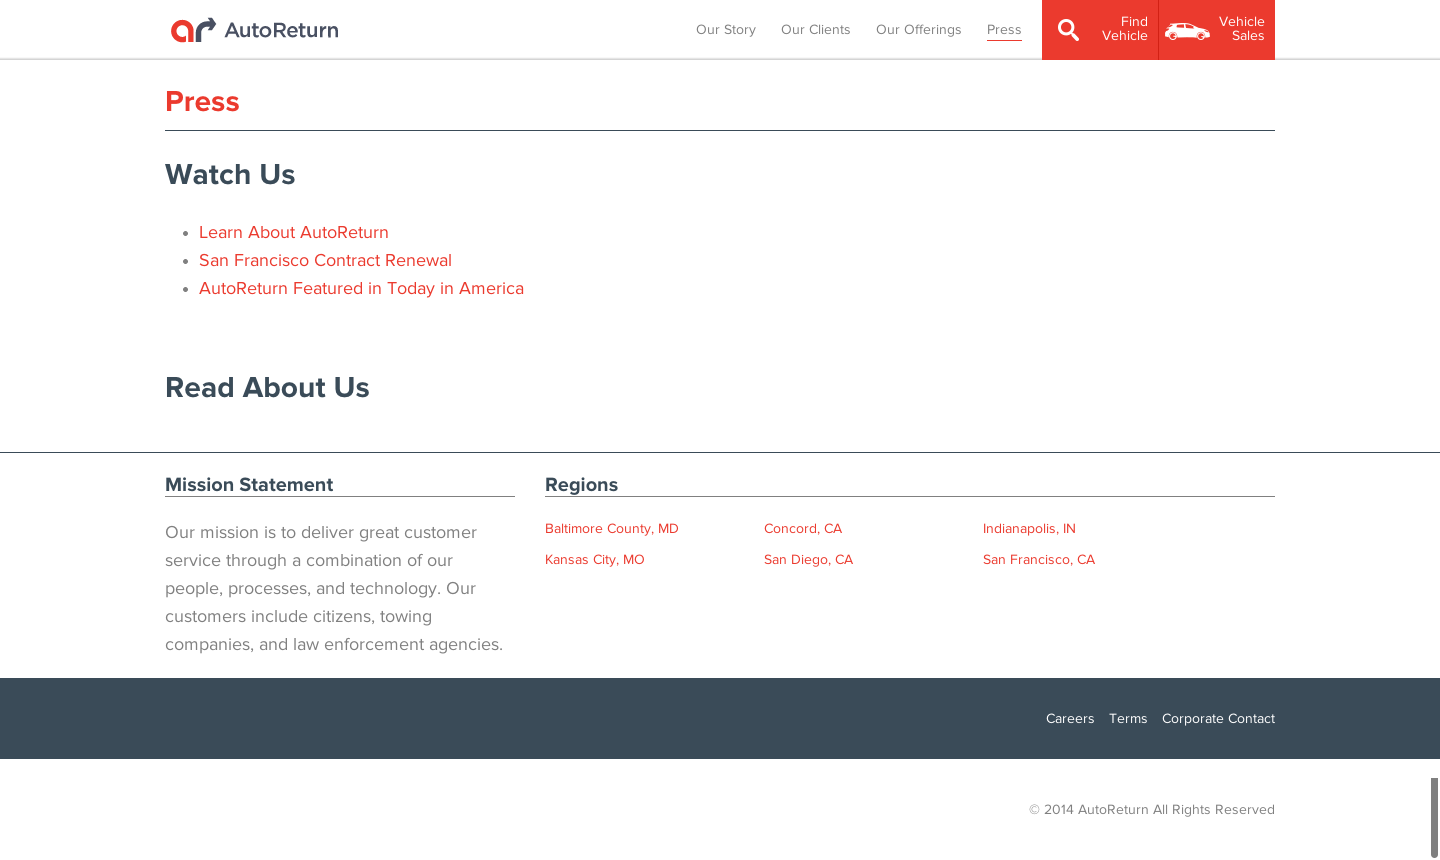 AutoReturn
Our Story
Our Clients
Our Offerings
Press
Find
Vehicle
Vehicle
Sales
Press
Watch Us
• Learn About AutoReturn
• San Francisco Contract Renewal
• AutoReturn Featured in Today in America
Read About Us
Mission Statement
Our mission is to deliver great customer
service through a combination of our
people, processes, and technology. Our
customers include citizens, towing
companies, and law enforcement agencies.
Regions
Baltimore County, MD
Concord, CA
Indianapolis, IN
Kansas City, MO
San Diego, CA
San Francisco, CA
Careers
Terms
Corporate Contact
© 2014 AutoReturn All Rights Reserved